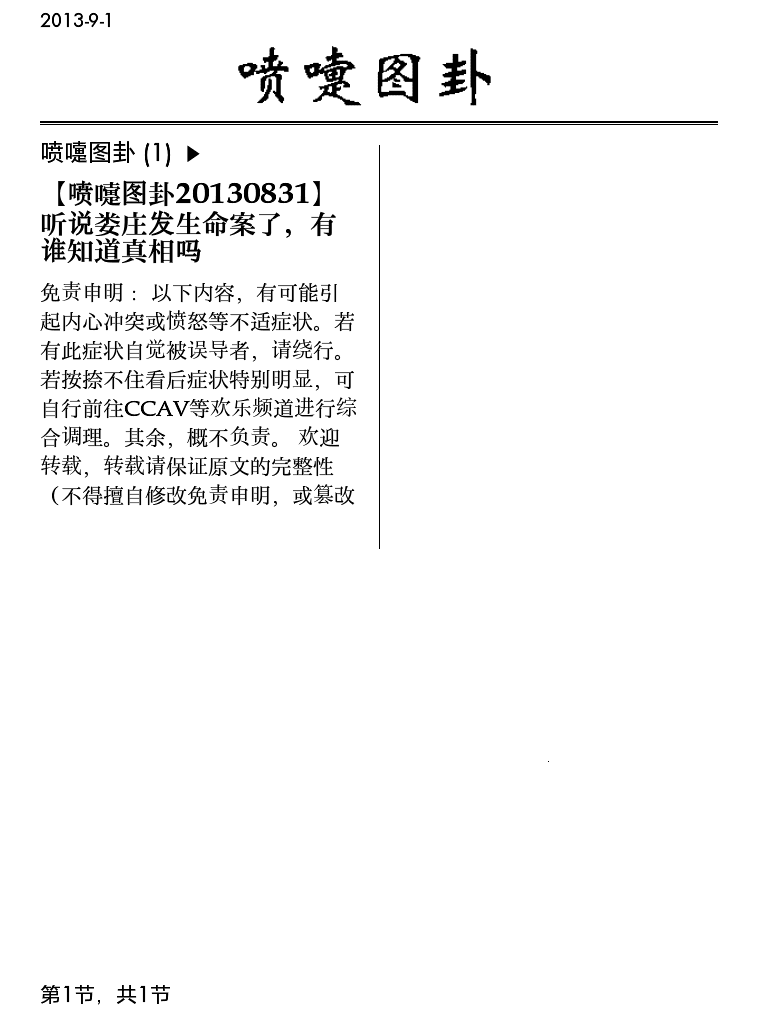 2013-9-1
喷嚏图卦
喷嚏图卦 (1) ▶
【喷嚏图卦20130831】
听说娄庄发生命案了，有
谁知道真相吗
免责申明： 以下内容，有可能引
起内心冲突或愤怒等不适症状。若
有此症状自觉被误导者，请绕行。
若按捺不住看后症状特别明显，可
自行前往CCAV等欢乐频道进行综
合调理。其余，概不负责。 欢迎
转载，转载请保证原文的完整性
（不得擅自修改免责申明，或篡改
第1节，共1节